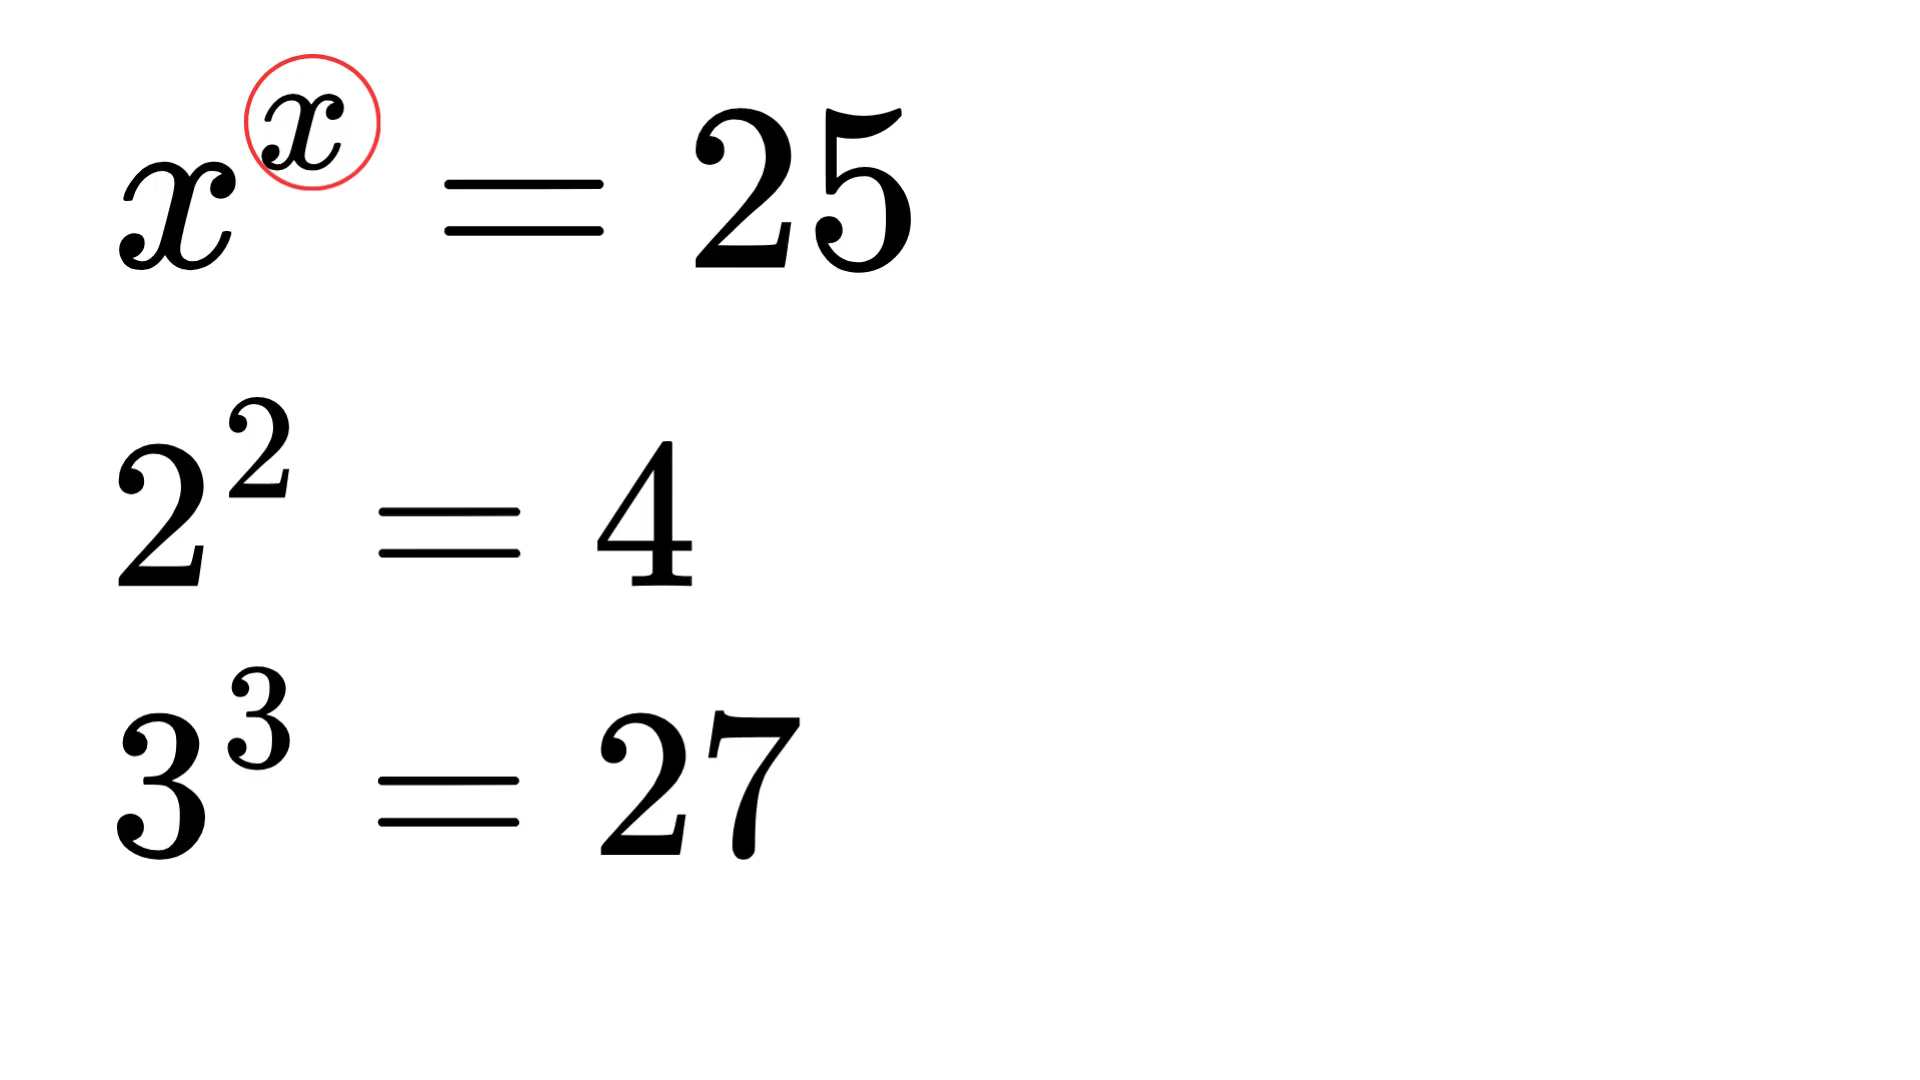 x^x = 25
2^2 = 4
3^3 = 27